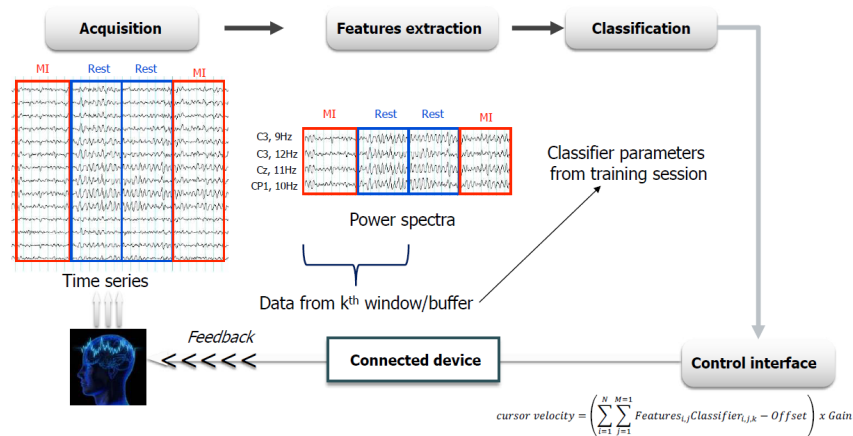 Acquisition
Features extraction
Classification
MI Rest Rest MI
MI Rest Rest MI
C3, 9Hz
C3, 12Hz
Cz, 11Hz
CP1, 10Hz
Classifier parameters
from training session
Power spectra
Time series
Data from kth window/buffer
Feedback
Connected device
Control interface
cursor velocity = (∑_{i=1}^{N} ∑_{j=1}^{M=1} Features_{i,j}Classifier_{i,j,k} − Offset) x Gain